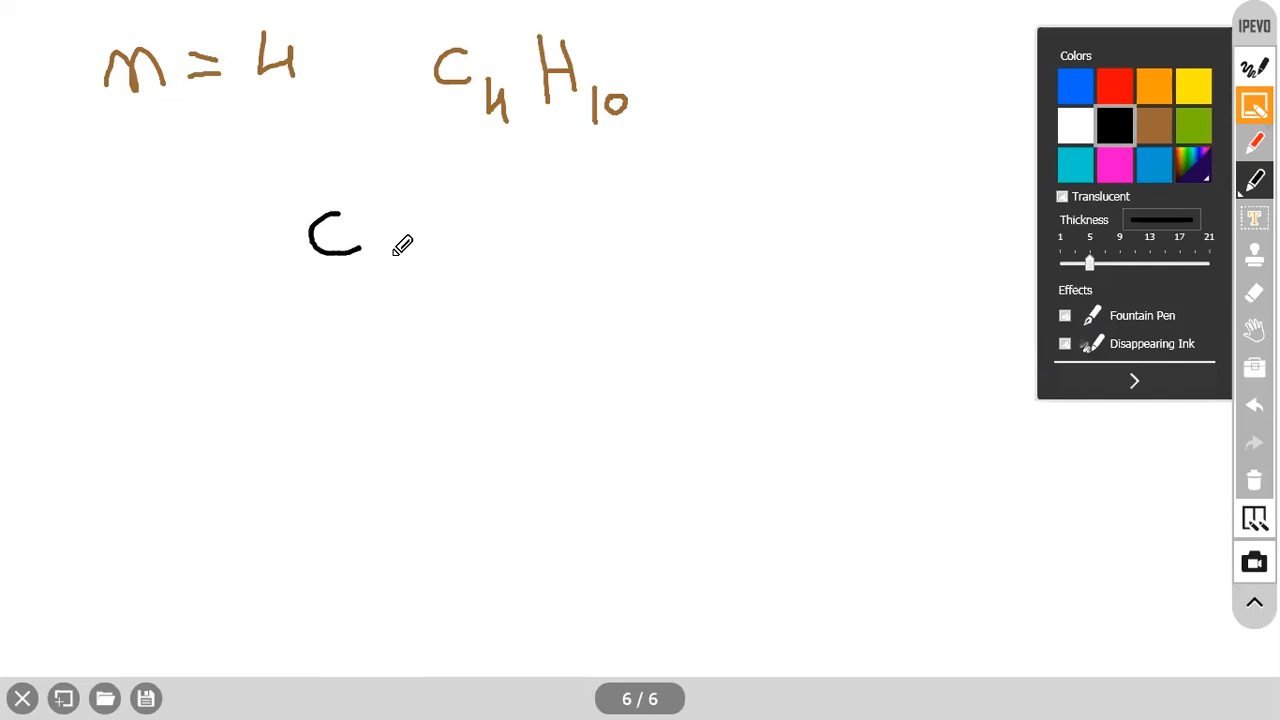 n = 4 C₄H₁₀
IPEVO
Colors
C
Translucent
Thickness
1 5 9 13 17 21
Effects
Fountain Pen
Disappearing Ink
6 / 6